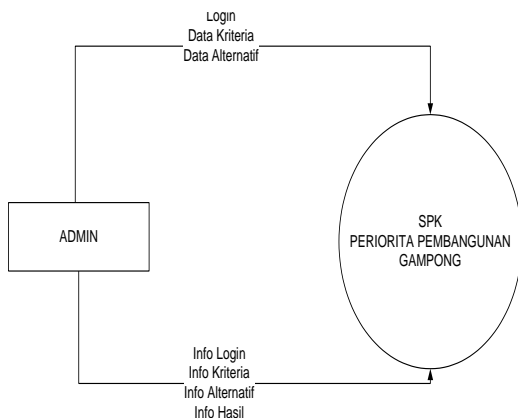 Login
Data Kriteria
Data Alternatif
ADMIN
SPK
PERIORITA PEMBANGUNAN
GAMPONG
Info Login
Info Kriteria
Info Alternatif
Info Hasil